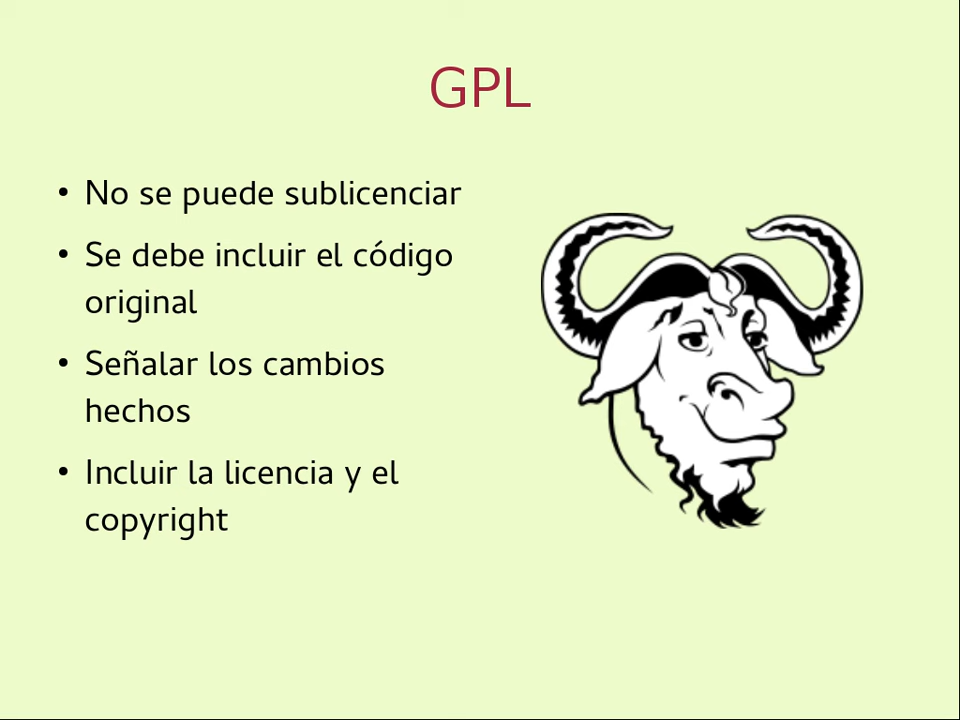 GPL
• No se puede sublicenciar
• Se debe incluir el código
original
• Señalar los cambios
hechos
• Incluir la licencia y el
copyright